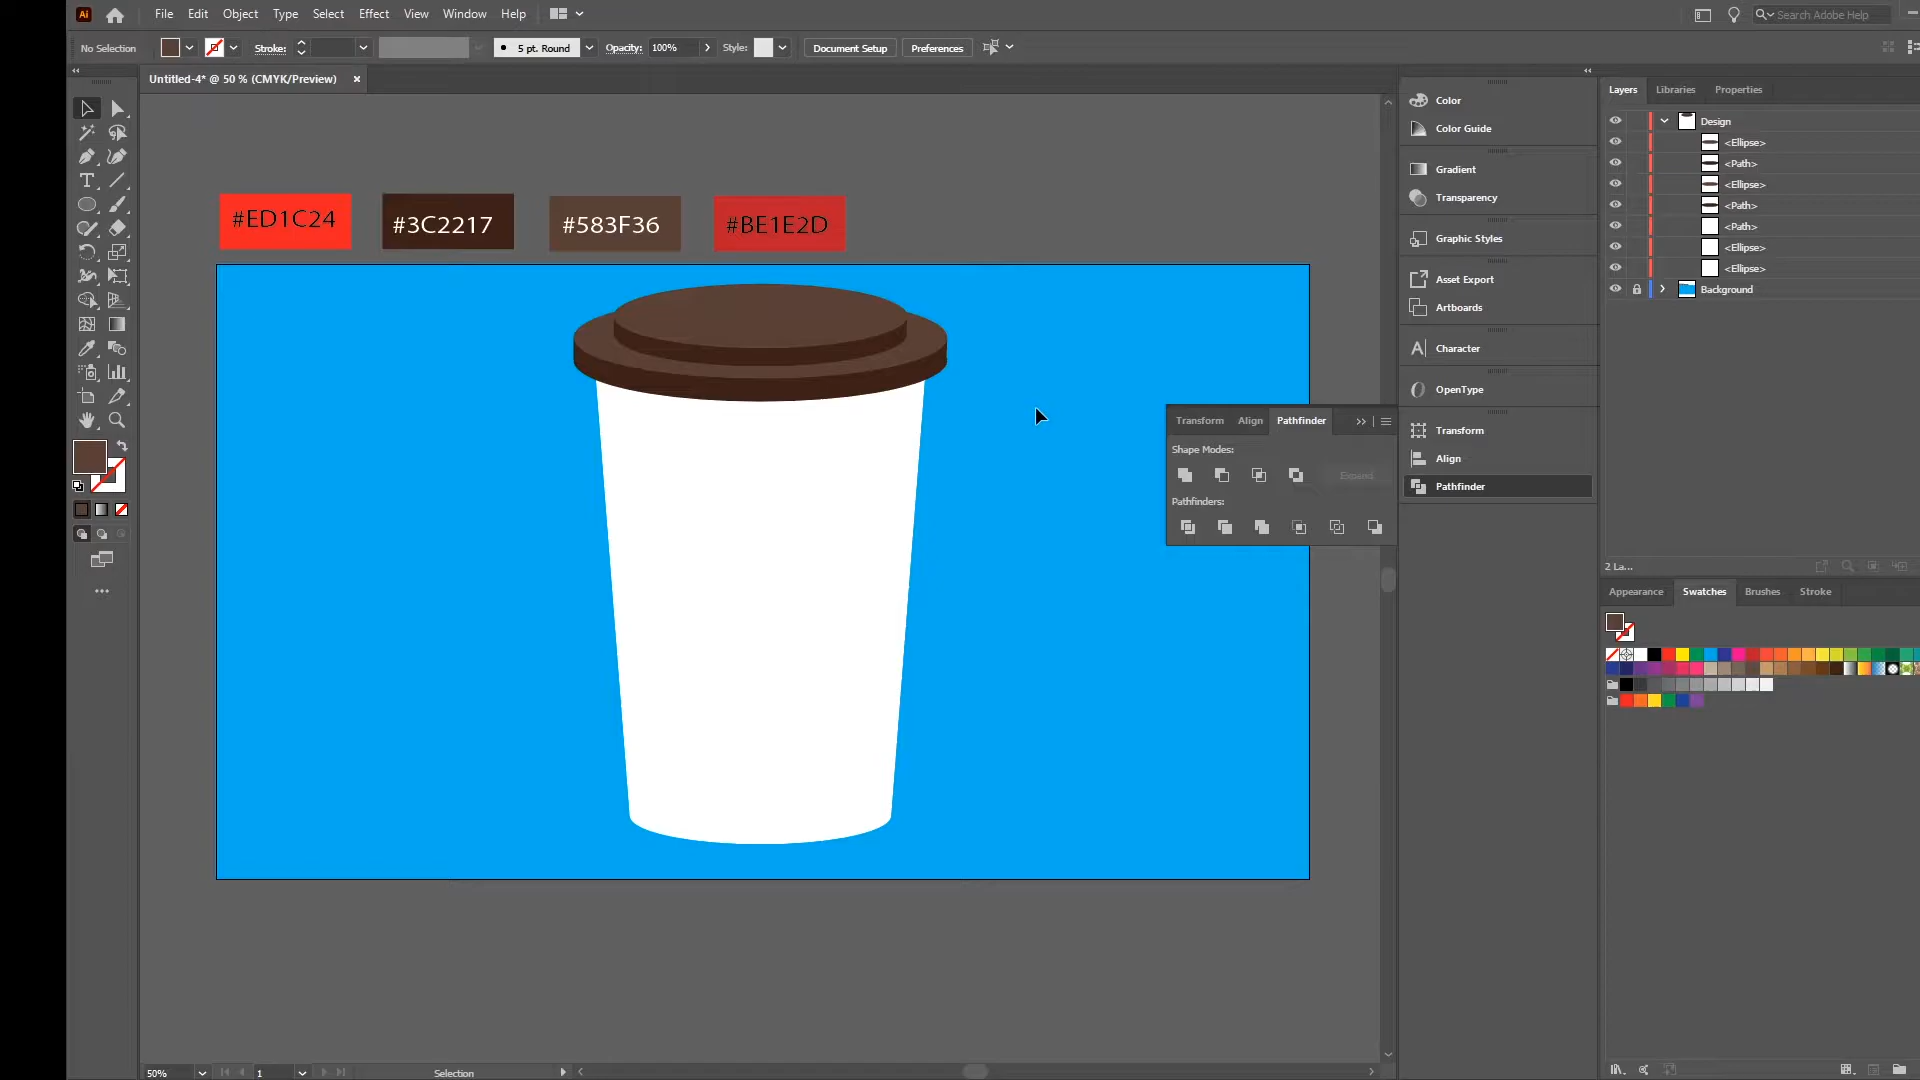 File Edit Object Type Select Effect View Window Help
Search Adobe Help
No Selection Stroke: 5 pt. Round Opacity: 100% Style: Document Setup Preferences
Untitled-4* @ 50 % (CMYK/Preview)
#ED1C24 #3C2217 #583F36 #BE1E2D
Transform Align Pathfinder
Shape Modes:
Expand
Pathfinders:
Color
Color Guide
Gradient
Transparency
Graphic Styles
Asset Export
Artboards
Character
OpenType
Transform
Align
Pathfinder
Layers Libraries Properties
Design
<Ellipse>
<Path>
<Ellipse>
<Path>
<Path>
<Ellipse>
<Ellipse>
Background
2 La...
Appearance Swatches Brushes Stroke
50% 1 Selection